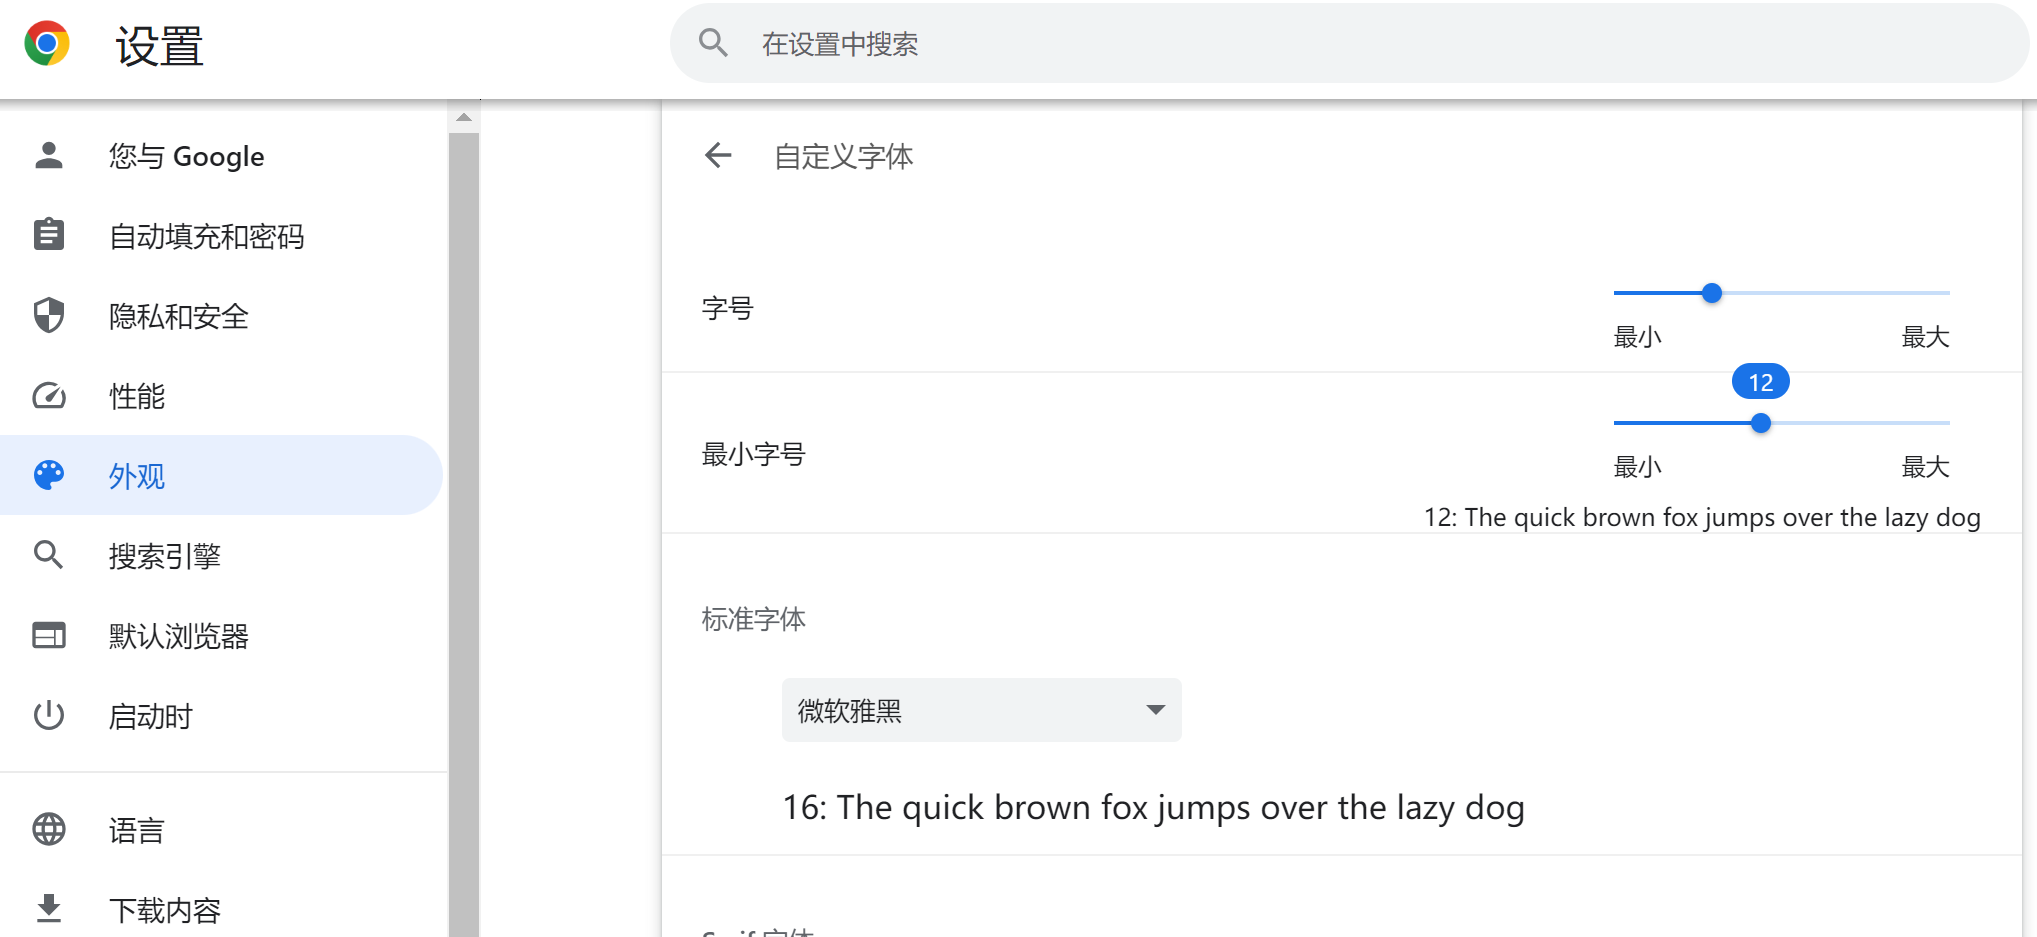 设置
在设置中搜索
您与 Google
自动填充和密码
隐私和安全
性能
外观
搜索引擎
默认浏览器
启动时
语言
下载内容
自定义字体
字号
最小
最大
12
最小字号
最小
最大
12: The quick brown fox jumps over the lazy dog
标准字体
微软雅黑
16: The quick brown fox jumps over the lazy dog
Serif 字体